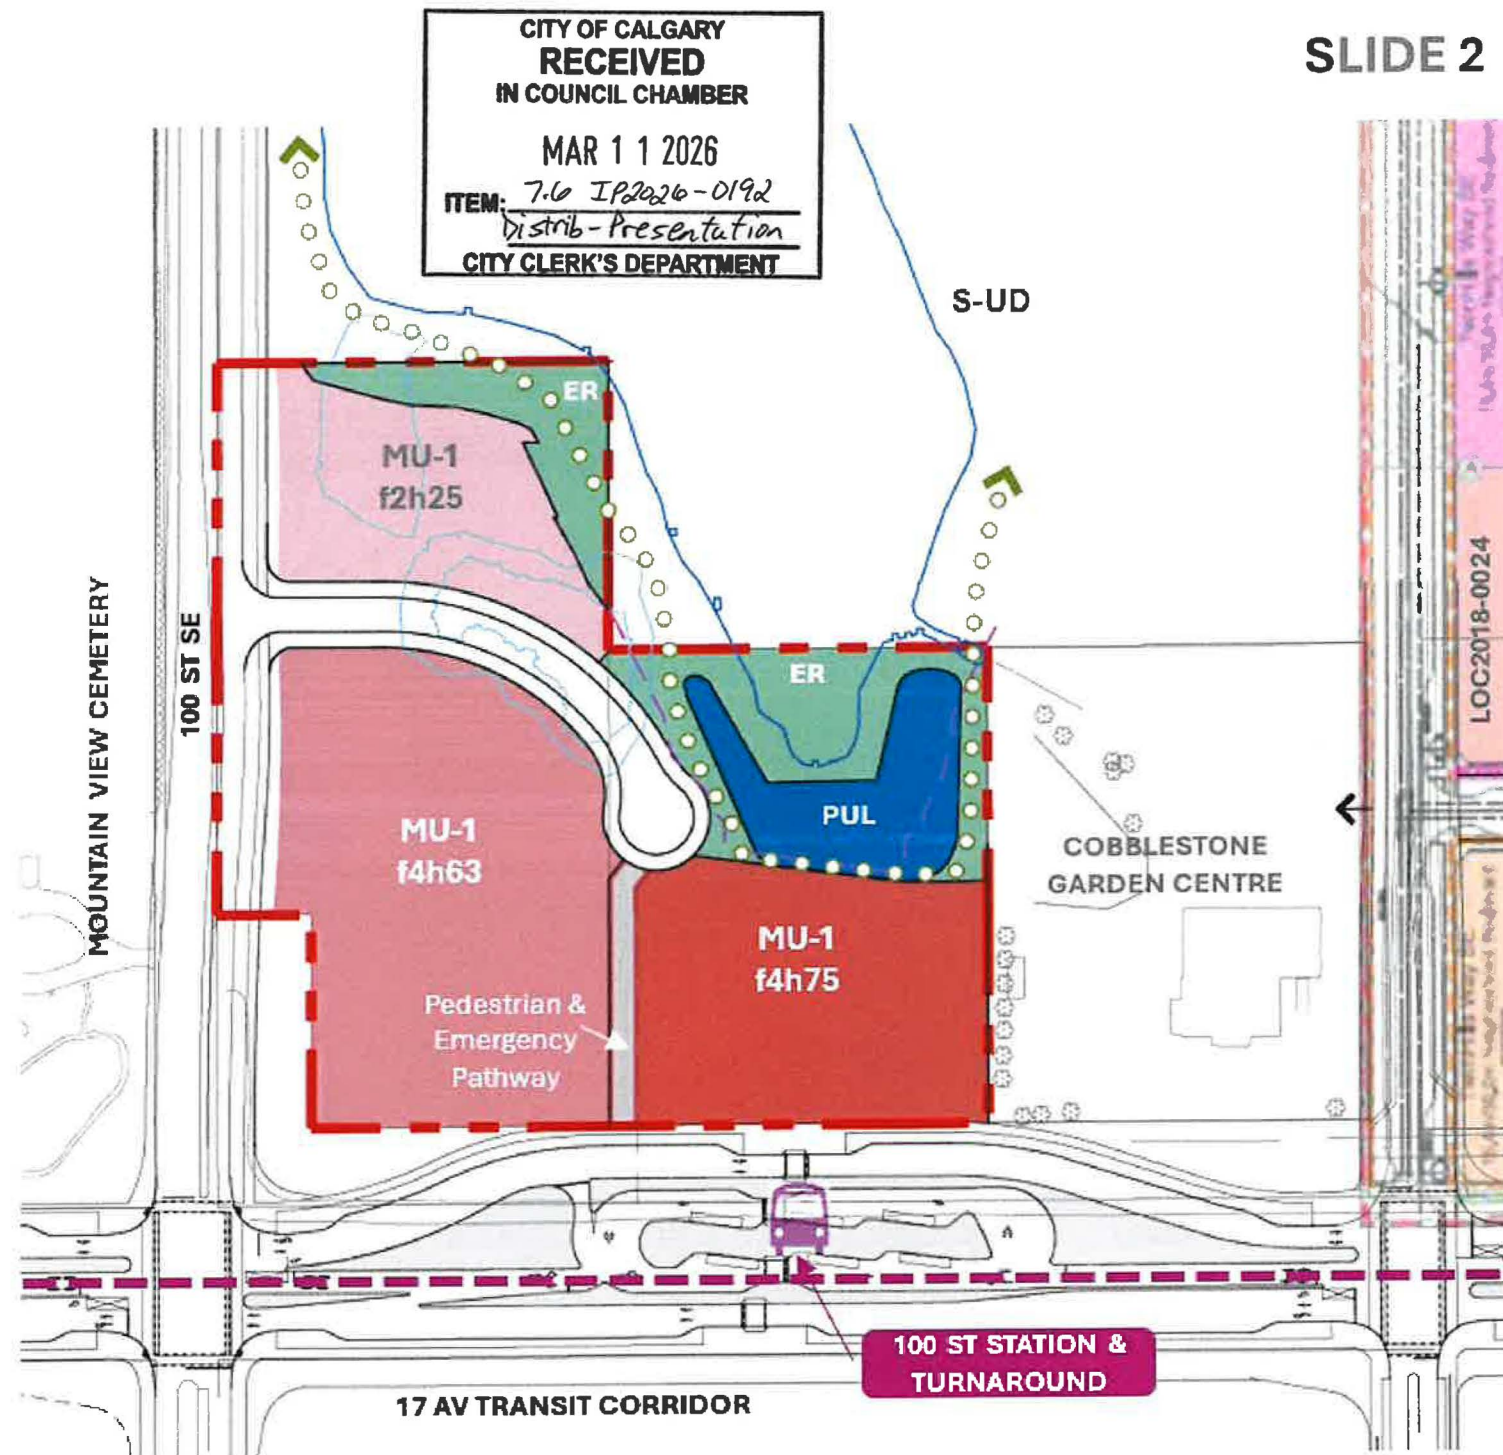 CITY OF CALGARY
RECEIVED
IN COUNCIL CHAMBER
MAR 1 1 2026
ITEM: 7.6 IP2026-0192
Distrib-Presentation
CITY CLERK'S DEPARTMENT
SLIDE 2
S-UD
ER
MU-1
f2h25
MOUNTAIN VIEW CEMETERY
100 ST SE
ER
LOC2018-0024
PUL
MU-1
f4h63
COBBLESTONE
GARDEN CENTRE
MU-1
f4h75
Pedestrian &
Emergency
Pathway
100 ST STATION &
TURNAROUND
17 AV TRANSIT CORRIDOR